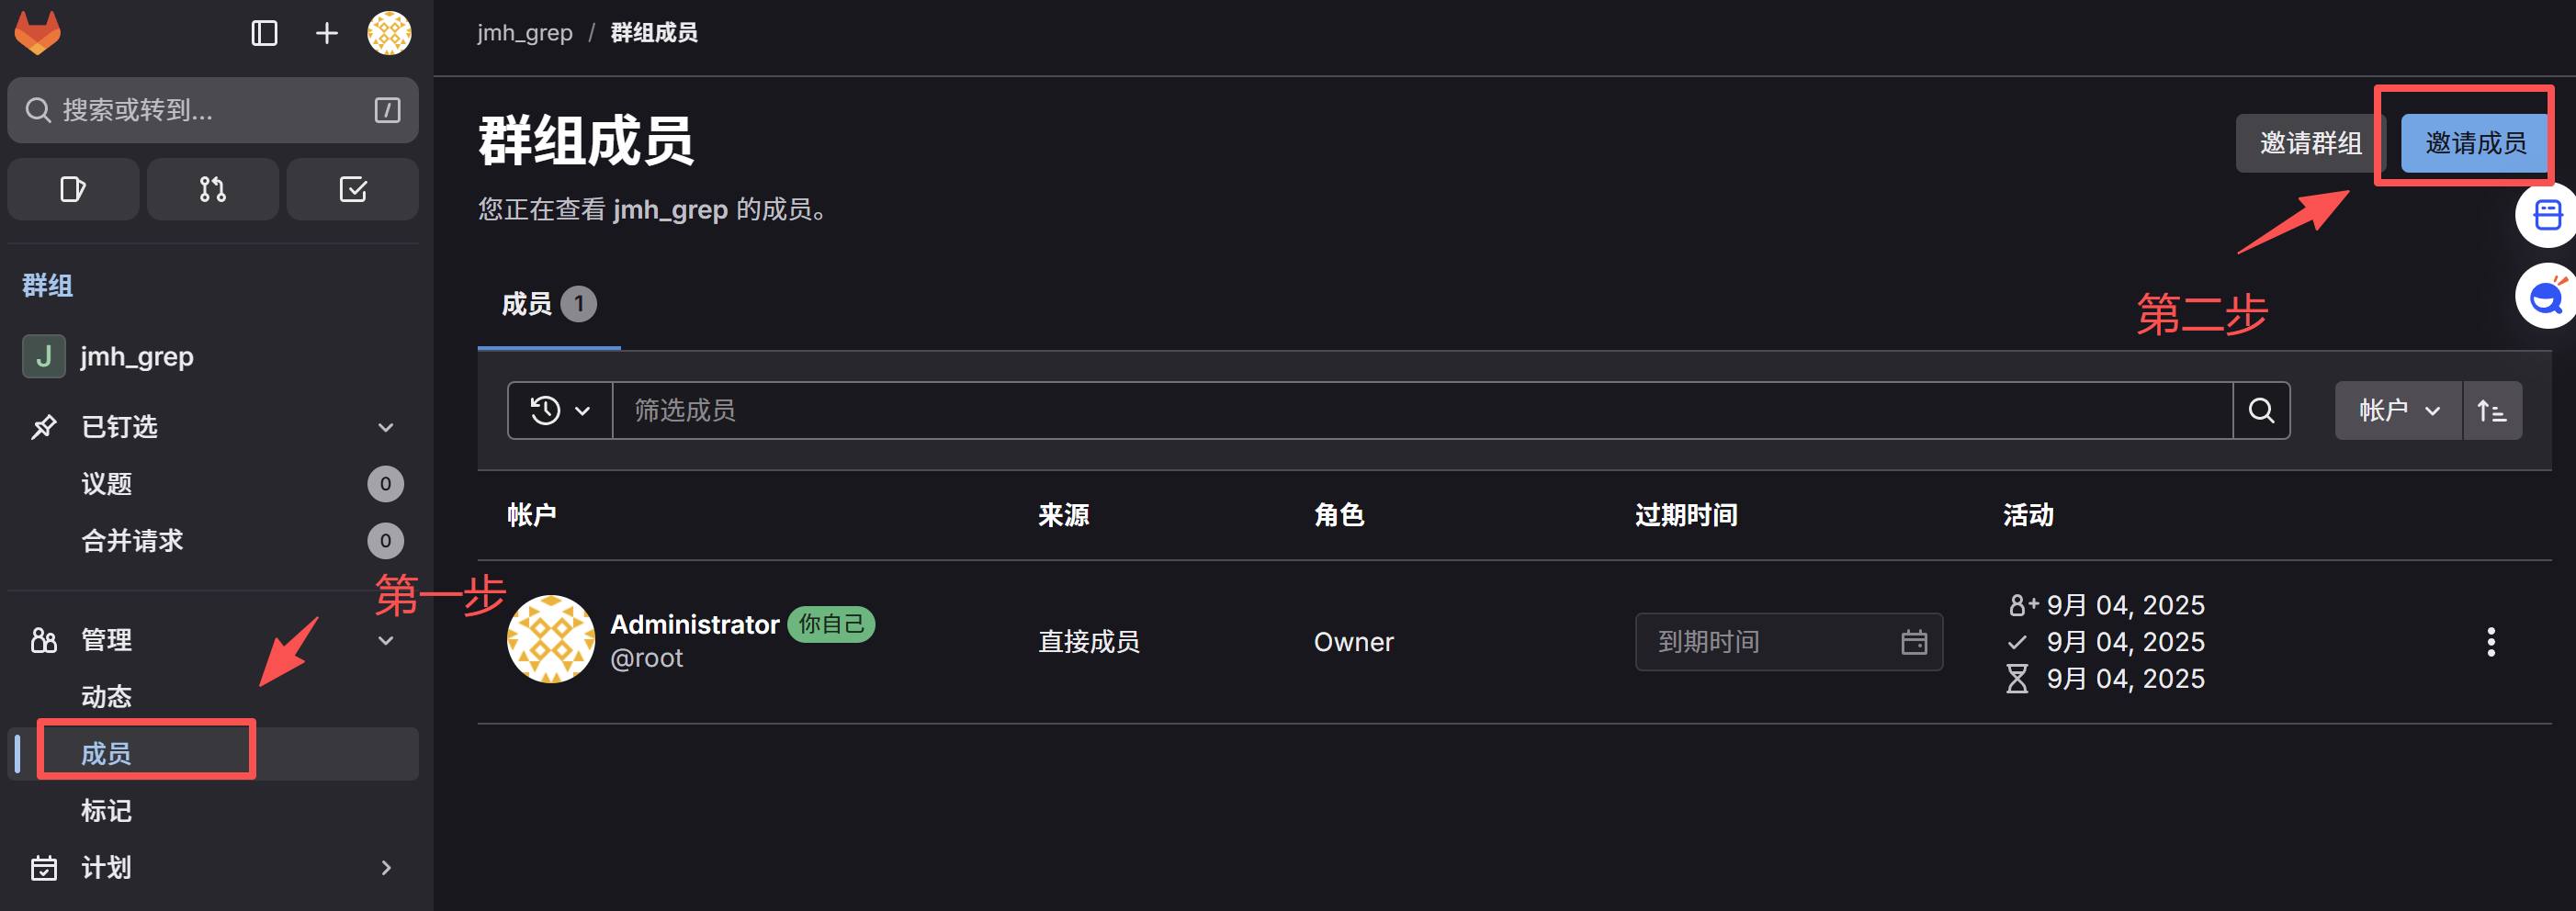 搜索或转到...
/
群组
J jmh_grep
已钉选
议题 0
合并请求 0
第一步
管理
动态
成员
标记
计划
jmh_grep / 群组成员
群组成员
邀请群组
邀请成员
您正在查看 jmh_grep 的成员。
第二步
成员 1
筛选成员
帐户
帐户 来源 角色 过期时间 活动
Administrator 你自己
@root
直接成员
Owner
到期时间
9月 04, 2025
9月 04, 2025
9月 04, 2025